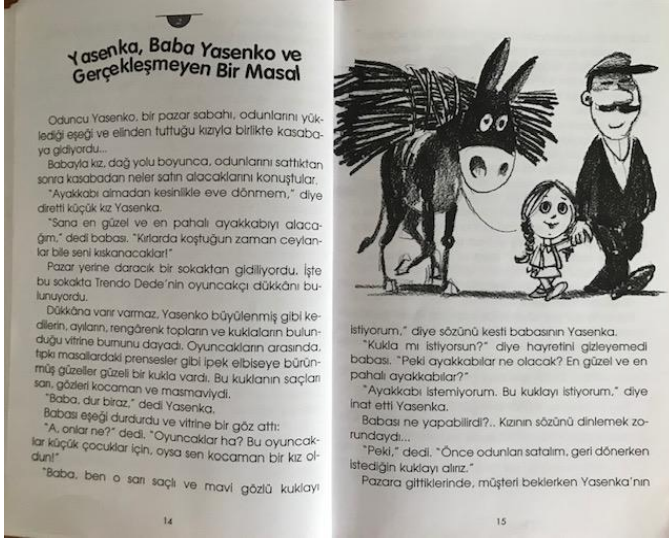 2
Yasenka, Baba Yasenko ve
Gerçekleşmeyen Bir Masal
Oduncu Yasenko, bir pazar sabahı, odunlarını yük-
lediği eşeği ve elinden tuttuğu kızıyla birlikte kasaba-
ya gidiyordu...
Babayla kız, dağ yolu boyunca, odunlarını sattıktan
sonra kasabadan neler satın alacaklarını konuştular.
"Ayakkabı almadan kesinlikle eve dönmem," diye
diretti küçük kız Yasenka.
"Sana en güzel ve en pahalı ayakkabıyı alaca-
ğım," dedi babası. "Kırlarda koştuğun zaman ceylan-
lar bile seni kıskanacaklar!"
Pazar yerine daracık bir sokaktan gidiliyordu. İşte
bu sokakta Trendo Dede'nin oyuncakçı dükkânı bu-
lunuyordu.
Dükkâna varır varmaz, Yasenko büyülenmiş gibi ke-
dilerin, ayıların, rengârenk topların ve kuklaların bulun-
duğu vitrine burnunu dayadı. Oyuncakların arasında,
tıpkı masallardaki prensesler gibi ipek elbiseye bürün-
müş güzeller güzeli bir kukla vardı. Bu kuklanın saçları
sarı, gözleri kocaman ve masmaviydi.
"Baba, dur biraz," dedi Yasenka.
Babası eşeği durdurdu ve vitrine bir göz attı:
"A, onlar ne?" dedi. "Oyuncaklar ha? Bu oyuncak-
lar küçük çocuklar için, oysa sen kocaman bir kız ol-
dun!"
"Baba, ben o sarı saçlı ve mavi gözlü kuklayı
14
istiyorum," diye sözünü kesti babasının Yasenka.
"Kukla mı istiyorsun?" diye hayretini gizleyemedi
babası. "Peki ayakkabılar ne olacak? En güzel ve en
pahalı ayakkabılar?"
"Ayakkabı istemiyorum. Bu kuklayı istiyorum," diye
inat etti Yasenka.
Babası ne yapabilirdi?.. Kızının sözünü dinlemek zo-
rundaydı...
"Peki," dedi. "Önce odunları satalım, geri dönerken
istediğin kuklayı alırız."
Pazara gittiklerinde, müşteri beklerken Yasenka'nın
15